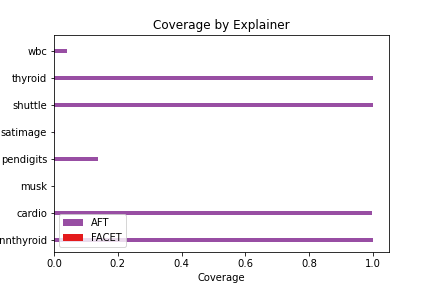 Coverage by Explainer
wbc
thyroid
shuttle
satimage
pendigits
musk
cardio
nnthyroid
AFT
FACET
0.0 0.2 0.4 0.6 0.8 1.0
Coverage